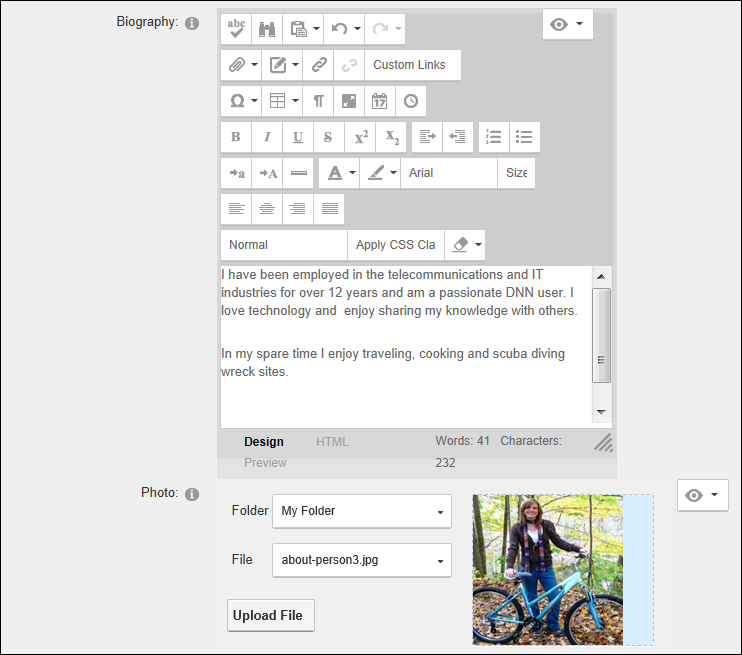 Biography:
abc
Custom Links
Ω
¶
17
B I U S x² X₂
a A A Arial Size
Normal Apply CSS Cla
I have been employed in the telecommunications and IT
industries for over 12 years and am a passionate DNN user. I
love technology and  enjoy sharing my knowledge with others.
In my spare time I enjoy traveling, cooking and scuba diving
wreck sites.
Design HTML Words: 41 Characters:
Preview 232
Photo:
Folder My Folder
File about-person3.jpg
Upload File